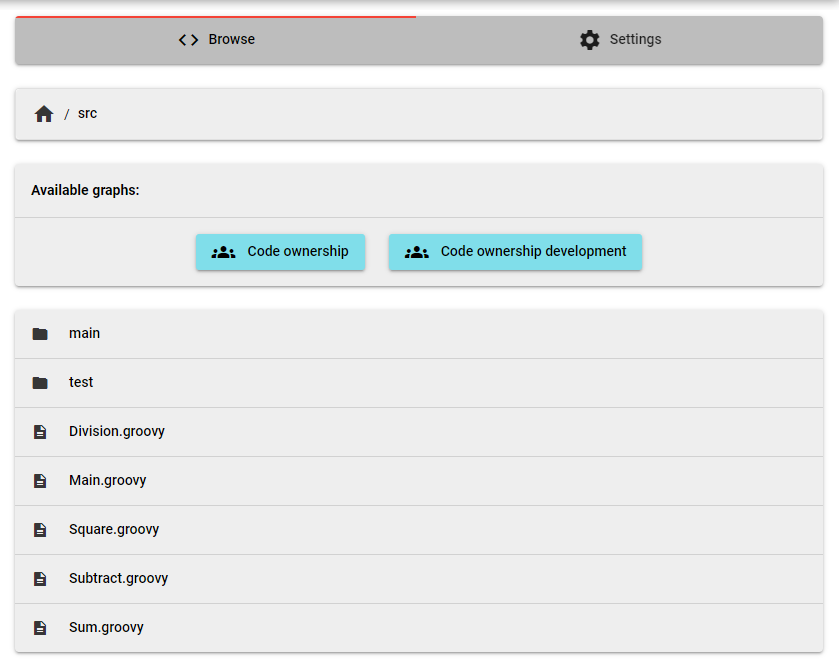 Browse
Settings
/ src
Available graphs:
Code ownership
Code ownership development
main
test
Division.groovy
Main.groovy
Square.groovy
Subtract.groovy
Sum.groovy